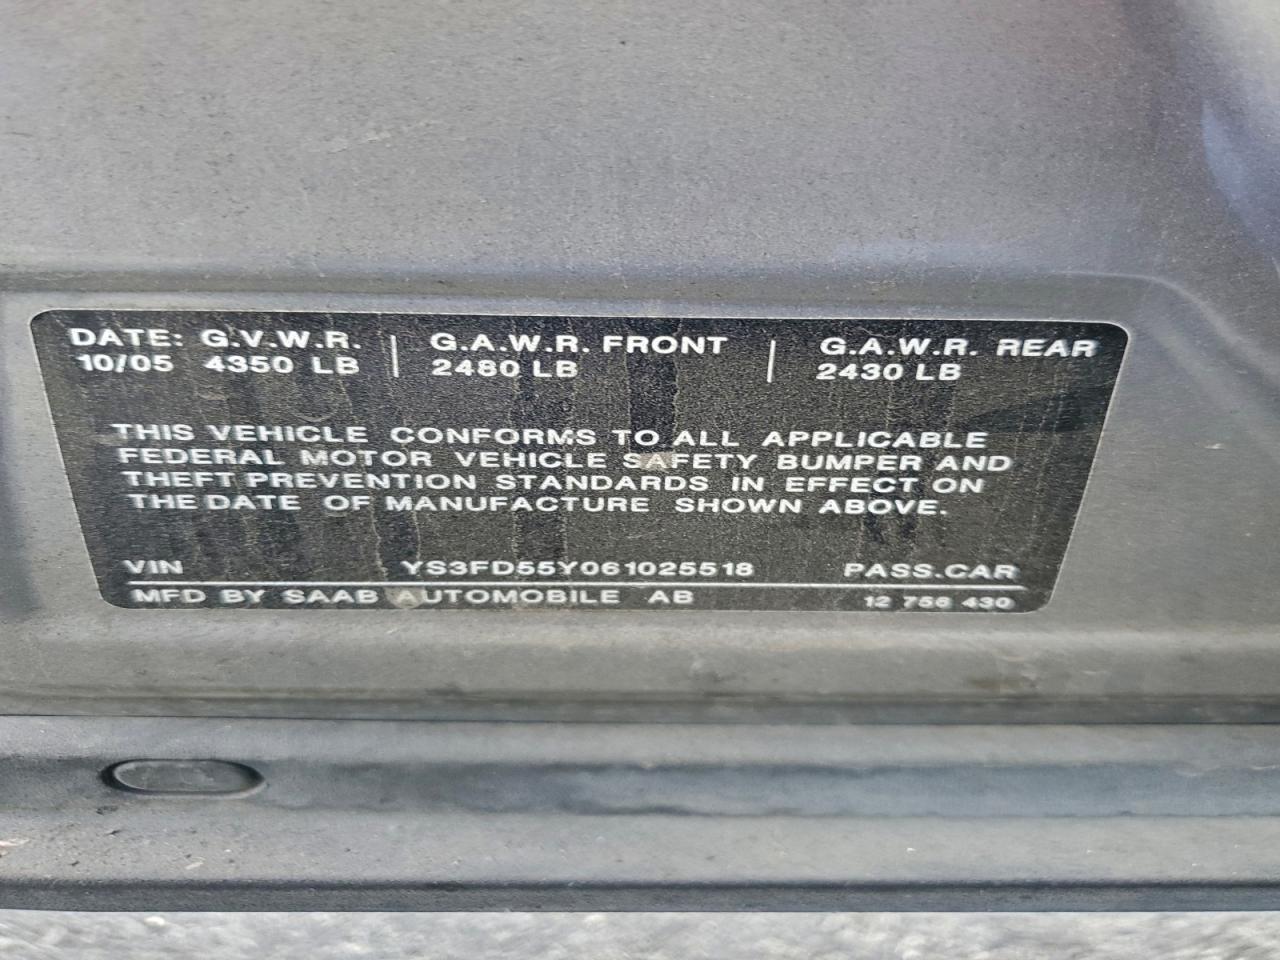 DATE: G.V.W.R. | G.A.W.R. FRONT | G.A.W.R. REAR
10/05 4350 LB 2480 LB 2430 LB
THIS VEHICLE CONFORMS TO ALL APPLICABLE
FEDERAL MOTOR VEHICLE SAFETY BUMPER AND
THEFT PREVENTION STANDARDS IN EFFECT ON
THE DATE OF MANUFACTURE SHOWN ABOVE.
VIN YS3FD55Y061025518 PASS.CAR
MFD BY SAAB AUTOMOBILE AB 12 756 430